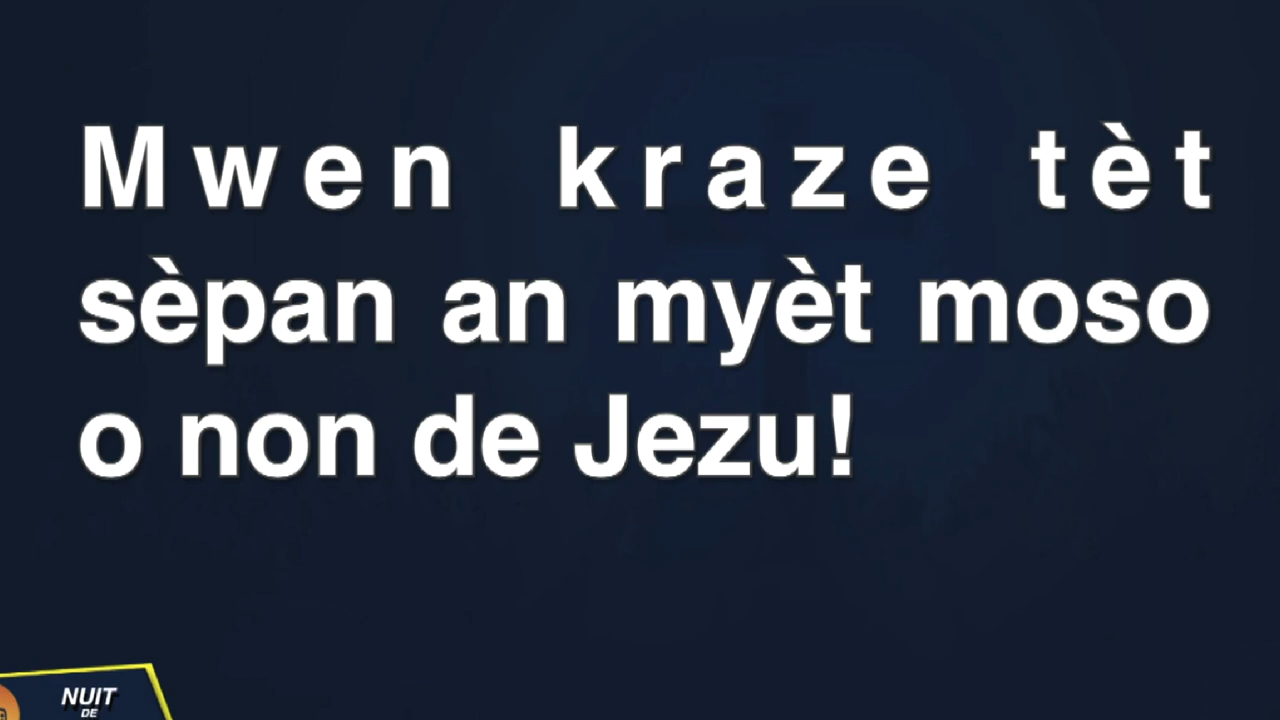 Mwen kraze tèt
sèpan an myèt moso
o non de Jezu!
NUIT
DE